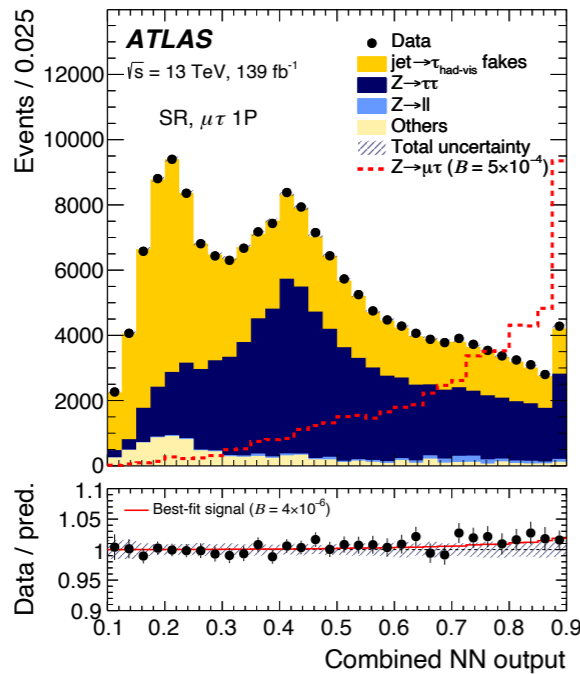 ATLAS
√s = 13 TeV, 139 fb⁻¹
SR, μτ 1P
Data
jet→τhad-vis fakes
Z→ττ
Z→ll
Others
Total uncertainty
Z→μτ (B = 5×10⁻⁴)
Events / 0.025
12000
10000
8000
6000
4000
2000
0
Best-fit signal (B = 4×10⁻⁶)
Data / pred.
1.1
1.05
1
0.95
0.9
0.1 0.2 0.3 0.4 0.5 0.6 0.7 0.8 0.9
Combined NN output